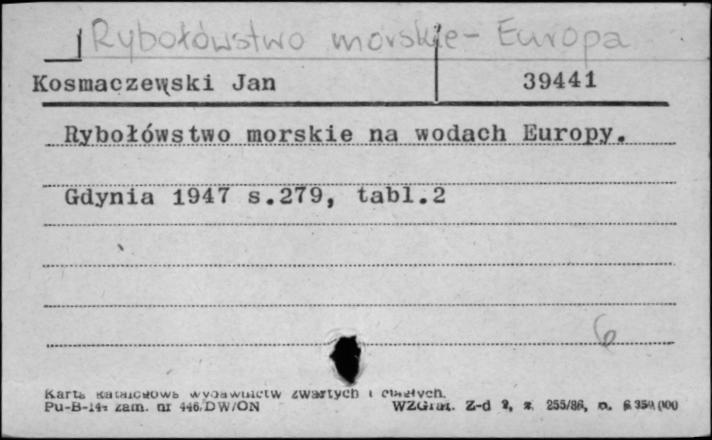 Rybołówstwo morskie - Europa
Kosmaczewski Jan 39441
Rybołówstwo morskie na wodach Europy.
Gdynia 1947 s.279, tabl.2
6
Karta katalogowa wydawnictw zwartych i ciągłych.
Pu-B-14 zam. nr 446/DW/ON WZGraf. Z-d 2, z. 255/86, n. 350.000